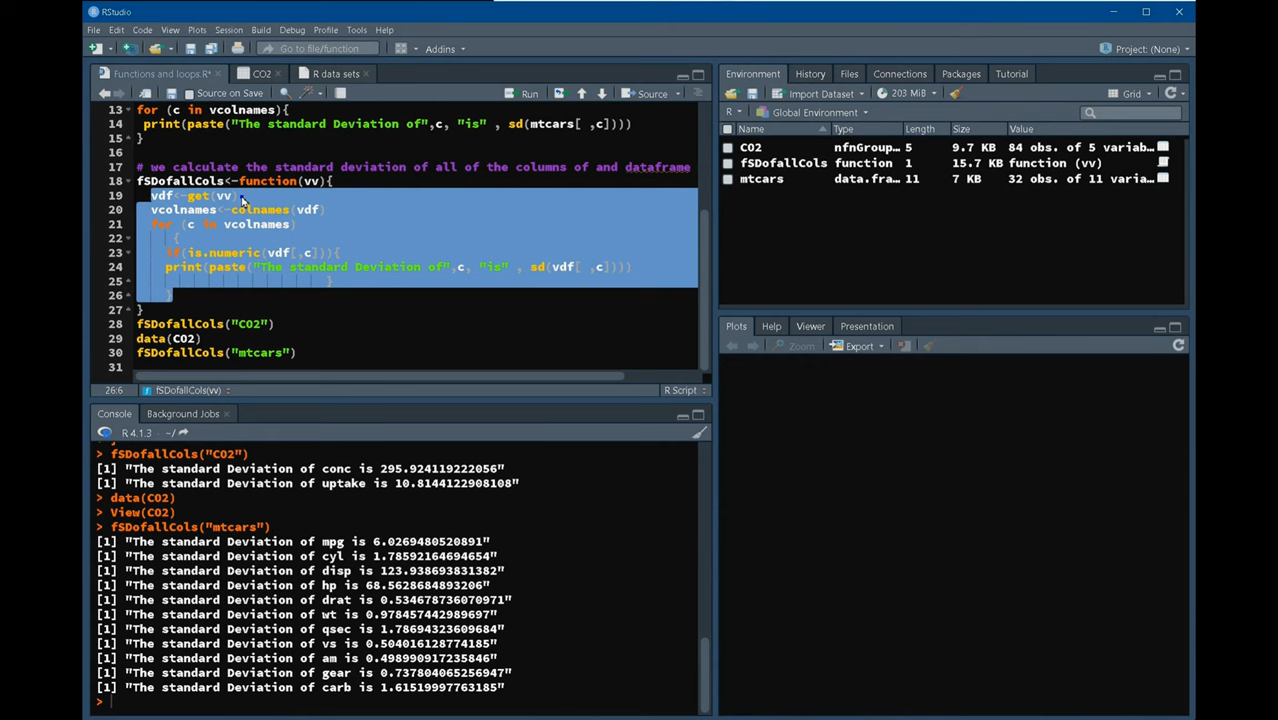 RStudio
File Edit Code View Plots Session Build Debug Profile Tools Help
Go to file/function Addins Project: (None)
Functions and loops.R* CO2 R data sets
Source on Save Run Source
13 for (c in vcolnames){
14 print(paste("The standard Deviation of",c, "is" , sd(mtcars[ ,c])))
15 }
16
17 # we calculate the standard deviation of all of the columns of and dataframe
18 fSDofallCols<-function(vv){
19 vdf<-get(vv)
20 vcolnames<-colnames(vdf)
21 for (c in vcolnames)
22 {
23 if(is.numeric(vdf[,c])){
24 print(paste("The standard Deviation of",c, "is" , sd(vdf[ ,c])))
25 }
26 }
27 }
28 fSDofallCols("CO2")
29 data(CO2)
30 fSDofallCols("mtcars")
31
26:6 fSDofallCols(vv) R Script
Console Background Jobs
R 4.1.3 · ~/
> fSDofallCols("CO2")
[1] "The standard Deviation of conc is 295.924119222056"
[1] "The standard Deviation of uptake is 10.8144122908108"
> data(CO2)
> View(CO2)
> fSDofallCols("mtcars")
[1] "The standard Deviation of mpg is 6.0269480520891"
[1] "The standard Deviation of cyl is 1.78592164694654"
[1] "The standard Deviation of disp is 123.938693831382"
[1] "The standard Deviation of hp is 68.5628684893206"
[1] "The standard Deviation of drat is 0.534678736070971"
[1] "The standard Deviation of wt is 0.978457442989697"
[1] "The standard Deviation of qsec is 1.78694323609684"
[1] "The standard Deviation of vs is 0.504016128774185"
[1] "The standard Deviation of am is 0.498990917235846"
[1] "The standard Deviation of gear is 0.737804065256947"
[1] "The standard Deviation of carb is 1.61519997763185"
>
Environment History Files Connections Packages Tutorial
Import Dataset 203 MiB Grid
R Global Environment
Name Type Length Size Value
CO2 nfnGroup… 5 9.7 KB 84 obs. of 5 variab…
fSDofallCols function 1 15.7 KB function (vv)
mtcars data.fra… 11 7 KB 32 obs. of 11 varia…
Plots Help Viewer Presentation
Zoom Export